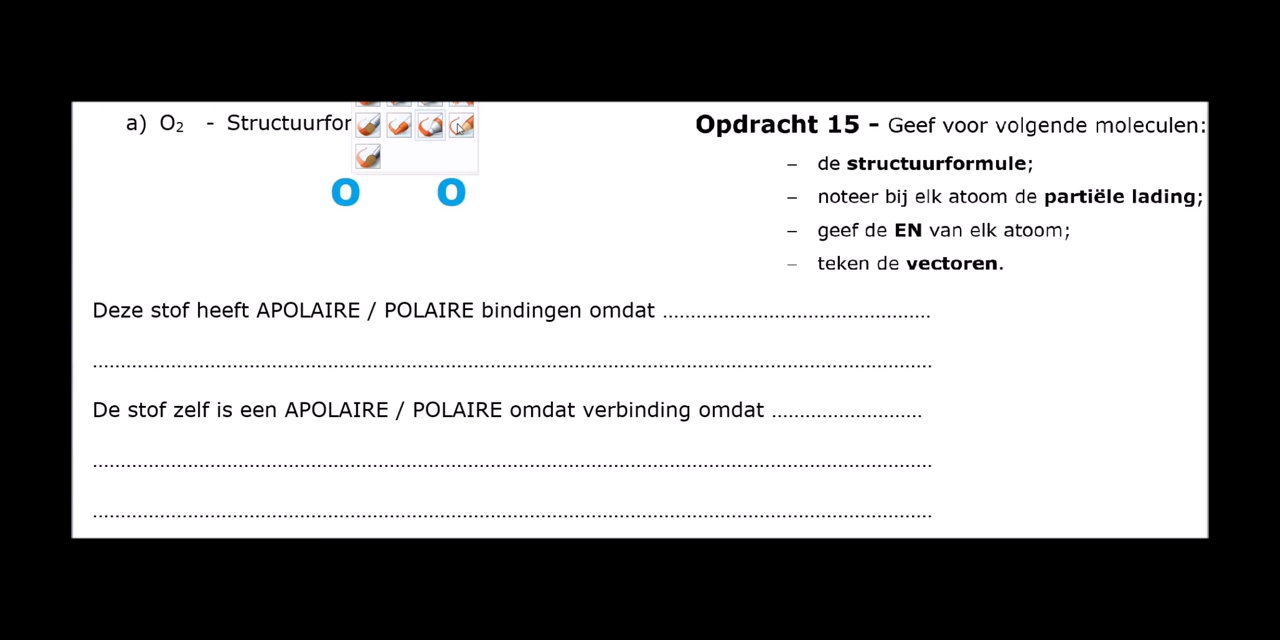 a) O₂ - Structuurfor
O O
Opdracht 15 - Geef voor volgende moleculen:
– de structuurformule;
– noteer bij elk atoom de partiële lading;
– geef de EN van elk atoom;
– teken de vectoren.
Deze stof heeft APOLAIRE / POLAIRE bindingen omdat ................................................
........................................................................................................................................................
De stof zelf is een APOLAIRE / POLAIRE omdat verbinding omdat ...........................
........................................................................................................................................................
........................................................................................................................................................